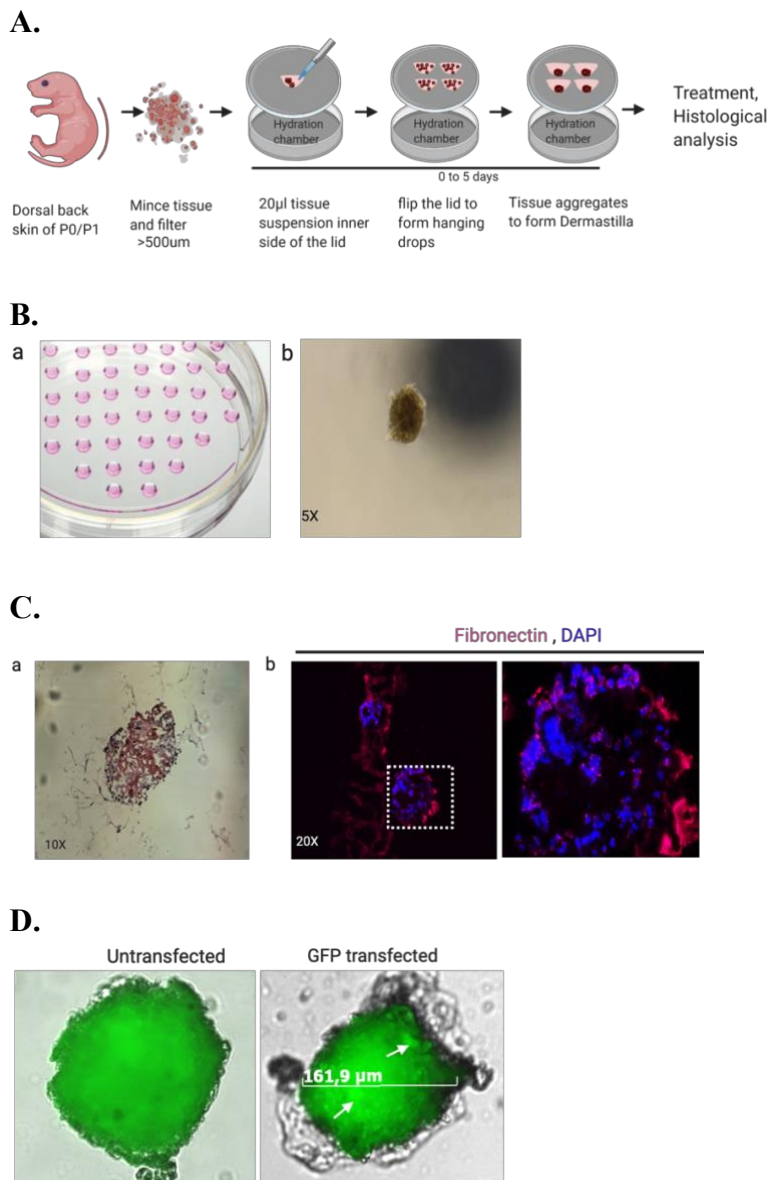 A.
Hydration
chamber
Hydration
chamber
Hydration
chamber
Treatment,
Histological
analysis
0 to 5 days
Dorsal back
skin of P0/P1
Mince tissue
and filter
>500um
20µl tissue
suspension inner
side of the lid
flip the lid to
form hanging
drops
Tissue aggregates
to form Dermastilla
B.
a
b
5X
C.
Fibronectin , DAPI
a
b
10X
20X
D.
Untransfected
GFP transfected
161,9 µm